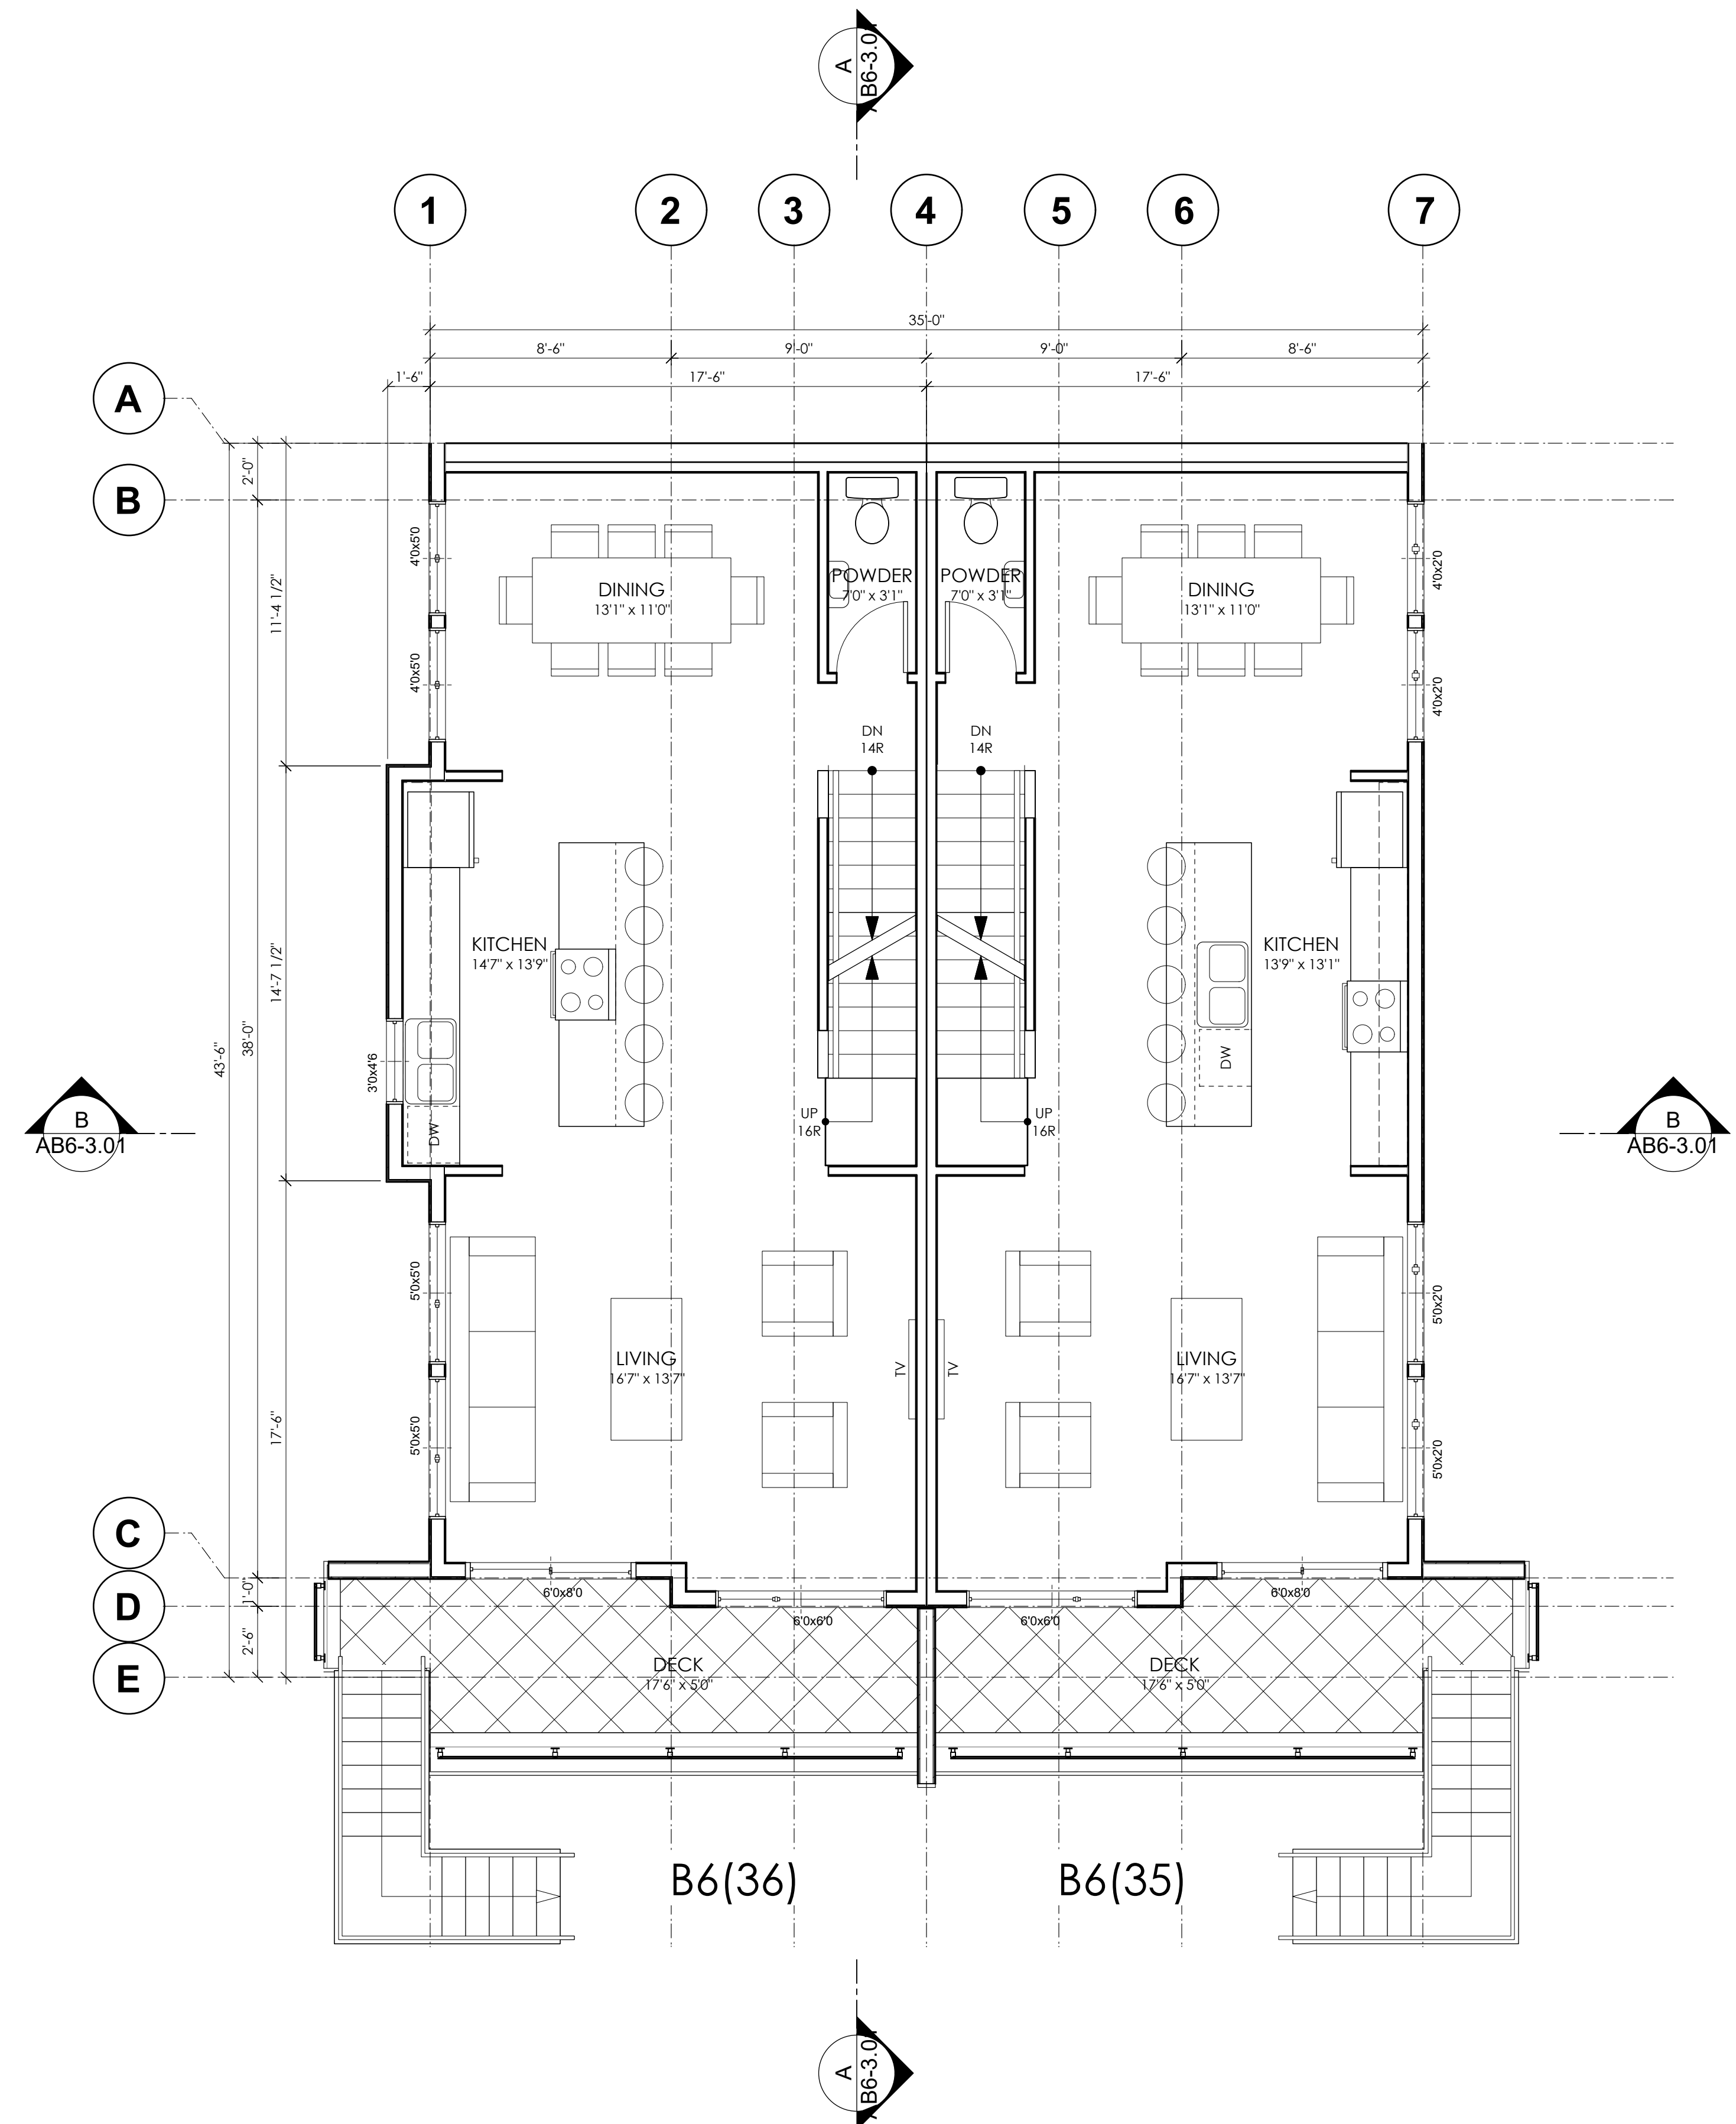 A
AB6-3.01
1 2 3 4 5 6 7
35'-0"
8'-6" 9'-0" 9'-0" 8'-6"
1'-6" 17'-6" 17'-6"
A
2'-0"
B
4'0x5'0
4'0x2'0
11'-4 1/2"
DINING
13'1" x 11'0"
POWDER
7'0" x 3'1"
POWDER
7'0" x 3'1"
DINING
13'1" x 11'0"
4'0x5'0
4'0x2'0
DN
14R
DN
14R
KITCHEN
14'7" x 13'9"
KITCHEN
13'9" x 13'1"
14'-7 1/2"
38'-0"
43'-6"
3'0x4'6
DW
DW
UP
16R
UP
16R
B
AB6-3.01
B
AB6-3.01
5'0x5'0
5'0x2'0
LIVING
16'7" x 13'7"
TV
TV
LIVING
16'7" x 13'7"
17'-6"
5'0x5'0
5'0x2'0
C
1'-0"
6'0x8'0
6'0x8'0
D
6'0x6'0
6'0x6'0
2'-6"
E
DECK
17'6" x 5'0"
DECK
17'6" x 5'0"
B6(36) B6(35)
A
AB6-3.01